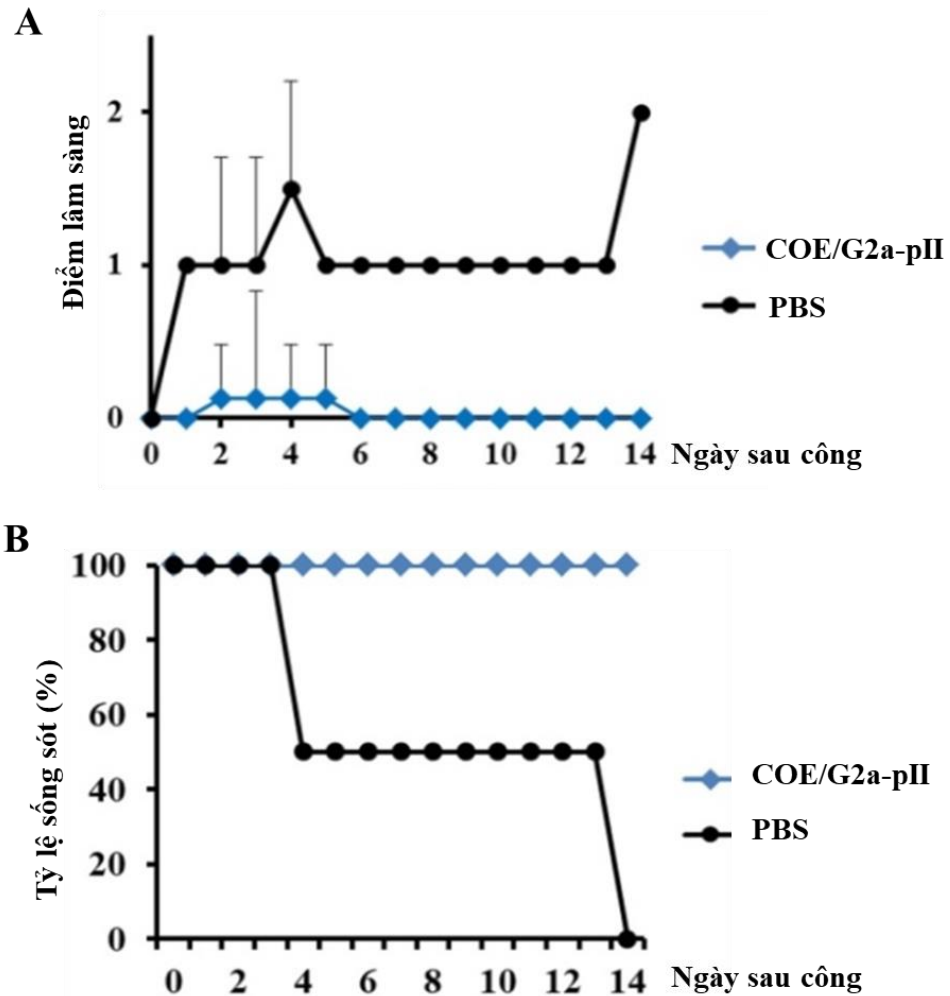 A
Điểm lâm sàng
2
1
0
0 2 4 6 8 10 12 14 Ngày sau công
COE/G2a-pII
PBS
B
Tỷ lệ sống sót (%)
100
80
60
40
20
0
0 2 4 6 8 10 12 14 Ngày sau công
COE/G2a-pII
PBS